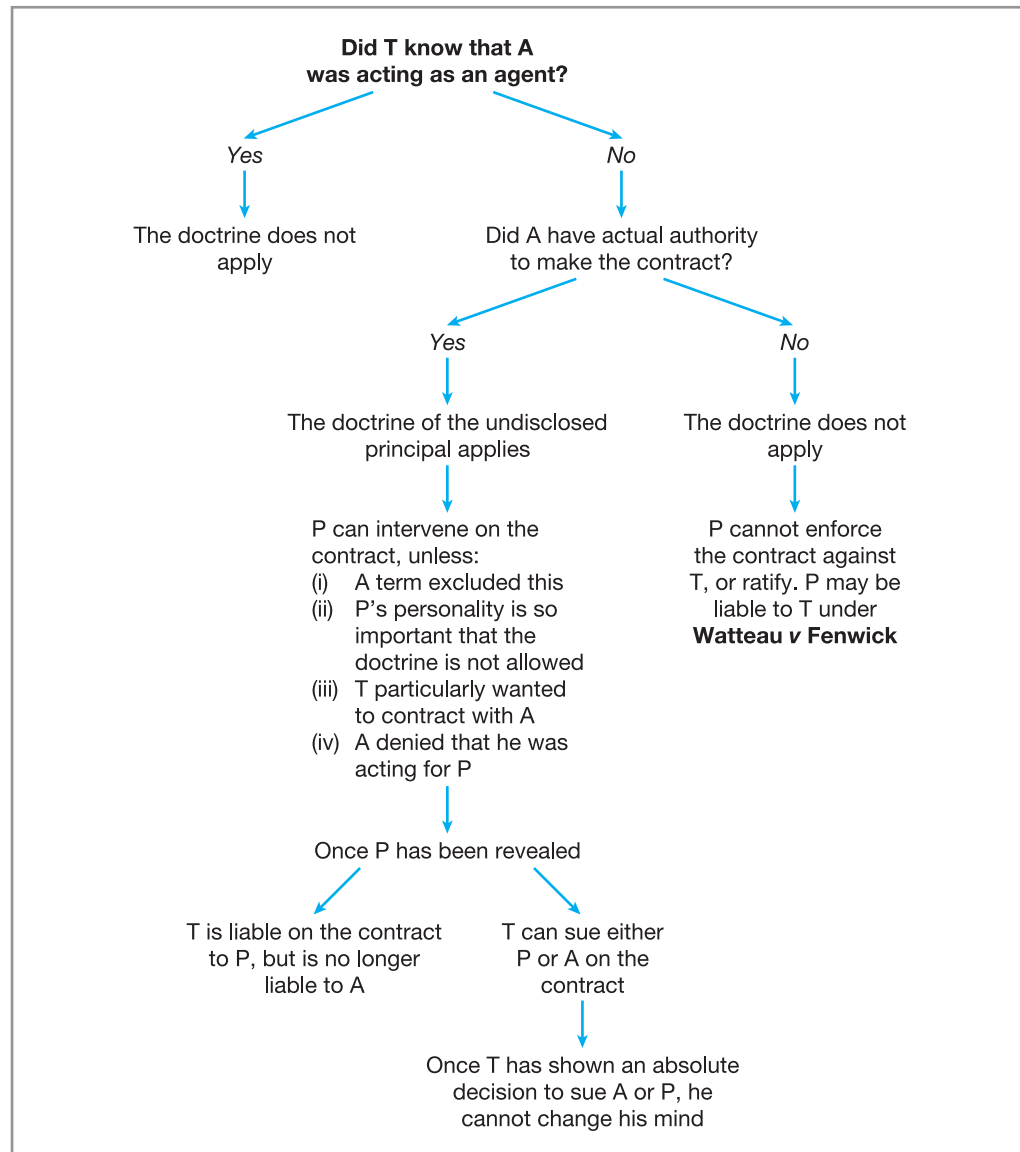 Did T know that A
was acting as an agent?
Yes
No
The doctrine does not
apply
Did A have actual authority
to make the contract?
Yes
No
The doctrine of the undisclosed
principal applies
The doctrine does not
apply
P can intervene on the
contract, unless:
(i) A term excluded this
(ii) P’s personality is so
important that the
doctrine is not allowed
(iii) T particularly wanted
to contract with A
(iv) A denied that he was
acting for P
P cannot enforce
the contract against
T, or ratify. P may be
liable to T under
Watteau v Fenwick
Once P has been revealed
T is liable on the contract
to P, but is no longer
liable to A
T can sue either
P or A on the
contract
Once T has shown an absolute
decision to sue A or P, he
cannot change his mind